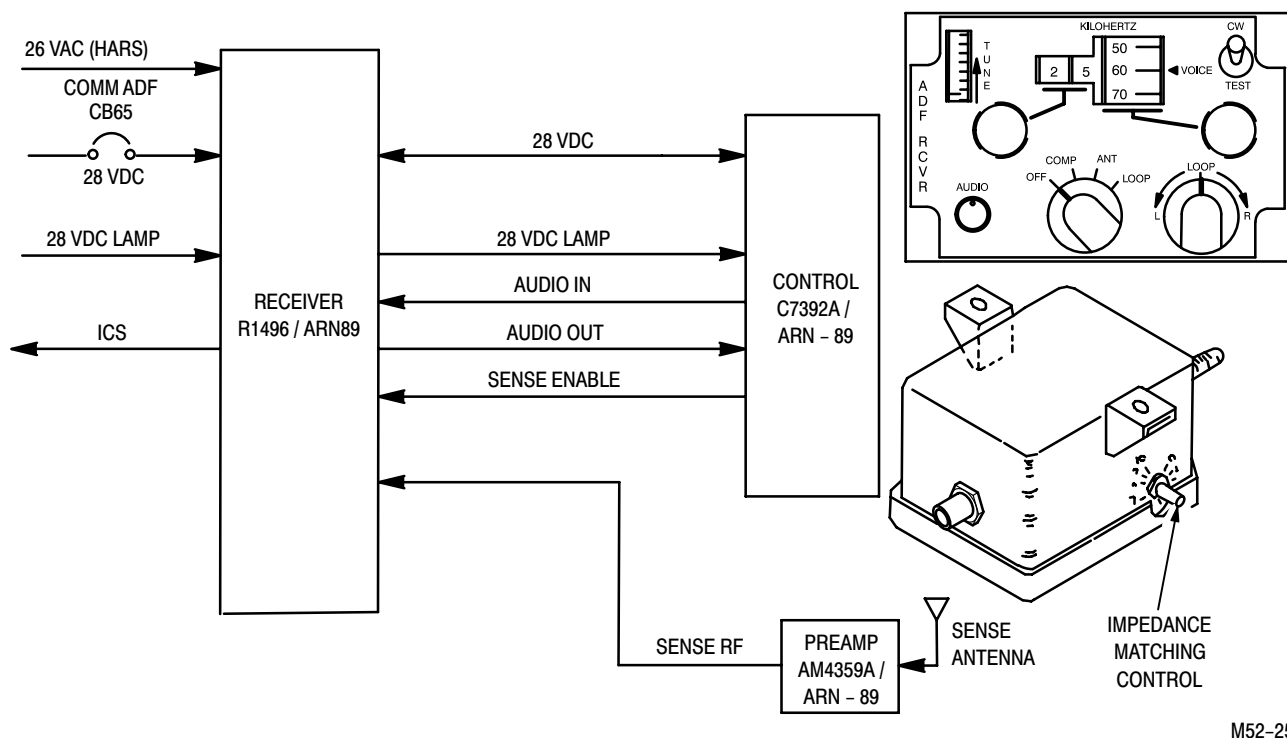 26 VAC (HARS)
COMM ADF
CB65
28 VDC
28 VDC LAMP
ICS
RECEIVER
R1496 / ARN89
28 VDC
28 VDC LAMP
AUDIO IN
AUDIO OUT
SENSE ENABLE
SENSE RF
CONTROL
C7392A /
ARN – 89
PREAMP
AM4359A /
ARN – 89
SENSE
ANTENNA
ADF RCVR
TUNE
KILOHERTZ
2 5
50
60
70
VOICE
CW
TEST
AUDIO
OFF
COMP
ANT
LOOP
LOOP
L
R
IMPEDANCE
MATCHING
CONTROL